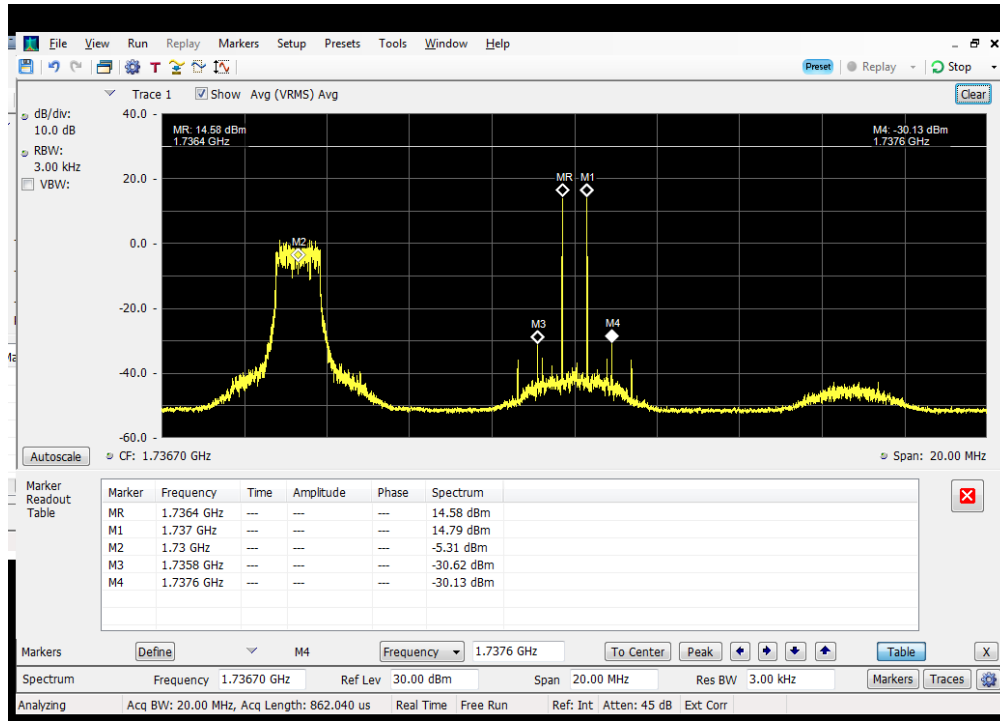 File View Run Replay Markers Setup Presets Tools Window Help
Preset Replay Stop
Trace 1 Show Avg (VRMS) Avg Clear
dB/div:
10.0 dB
RBW:
3.00 kHz
VBW:
40.0
20.0
0.0
-20.0
-40.0
-60.0
MR: 14.58 dBm
1.7364 GHz
M4: -30.13 dBm
1.7376 GHz
MR M1
M2
M3 M4
Autoscale CF: 1.73670 GHz Span: 20.00 MHz
Marker
Readout
Table
Marker Frequency Time Amplitude Phase Spectrum
MR 1.7364 GHz --- --- --- 14.58 dBm
M1 1.737 GHz --- --- --- 14.79 dBm
M2 1.73 GHz --- --- --- -5.31 dBm
M3 1.7358 GHz --- --- --- -30.62 dBm
M4 1.7376 GHz --- --- --- -30.13 dBm
Markers Define M4 Frequency 1.7376 GHz To Center Peak Table X
Spectrum Frequency 1.73670 GHz Ref Lev 30.00 dBm Span 20.00 MHz Res BW 3.00 kHz Markers Traces
Analyzing Acq BW: 20.00 MHz, Acq Length: 862.040 us Real Time Free Run Ref: Int Atten: 45 dB Ext Corr